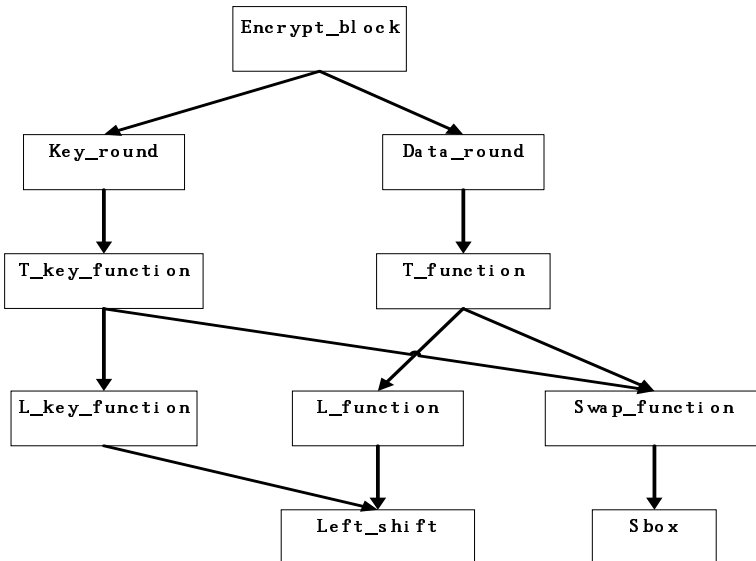 Encrypt_block
Key_round
Data_round
T_key_function
T_function
L_key_function
L_function
Swap_function
Left_shift
Sbox